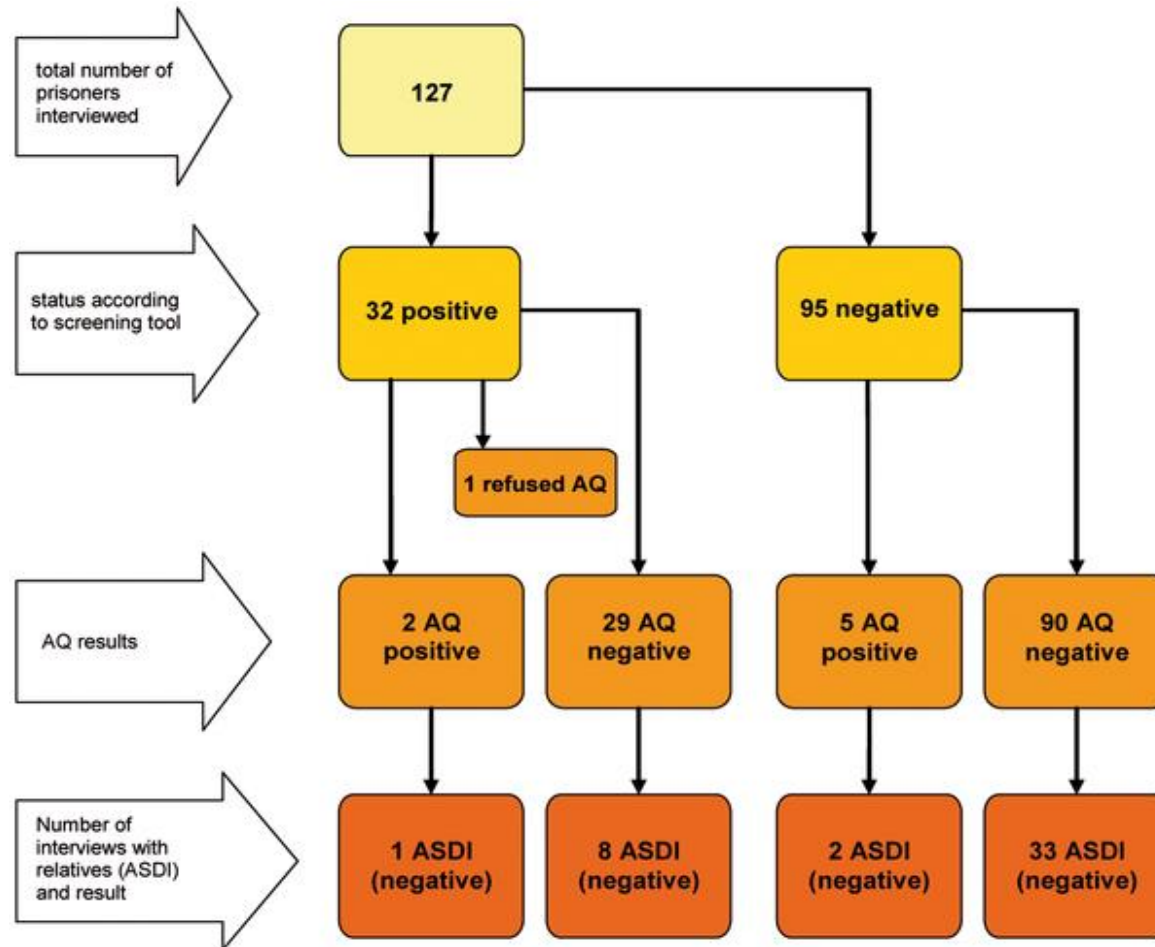 total number of
prisoners
interviewed
127
status according
to screening tool
32 positive
95 negative
1 refused AQ
AQ results
2 AQ
positive
29 AQ
negative
5 AQ
positive
90 AQ
negative
Number of
interviews with
relatives (ASDI)
and result
1 ASDI
(negative)
8 ASDI
(negative)
2 ASDI
(negative)
33 ASDI
(negative)